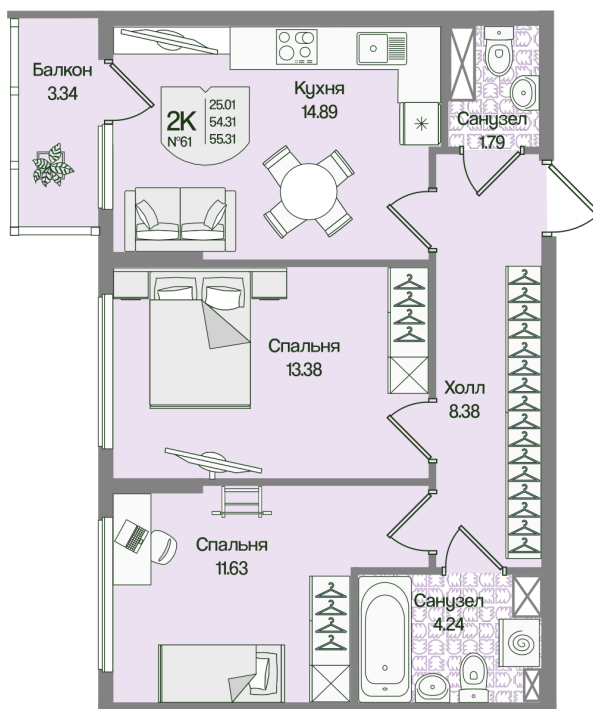 Балкон
3.34
2К
№61
25.01
54.31
55.31
Кухня
14.89
Санузел
1.79
Спальня
13.38
Холл
8.38
Спальня
11.63
Санузел
4.24